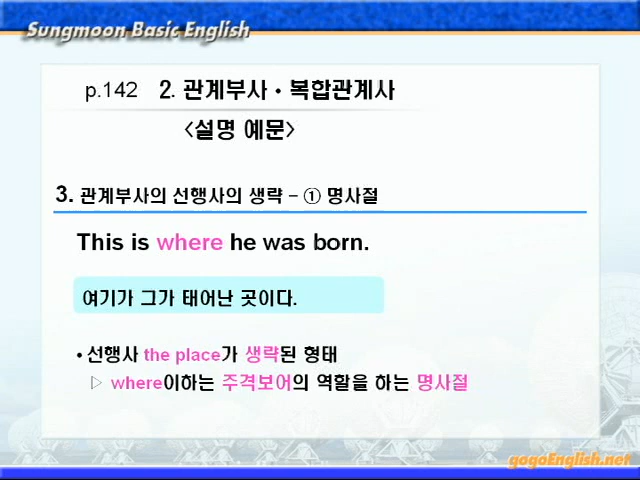 Sungmoon Basic English
p.142 2. 관계부사・복합관계사
<설명 예문>
3. 관계부사의 선행사의 생략 – ① 명사절
This is where he was born.
여기가 그가 태어난 곳이다.
• 선행사 the place가 생략된 형태
▷ where이하는 주격보어의 역할을 하는 명사절
gogoEnglish.net